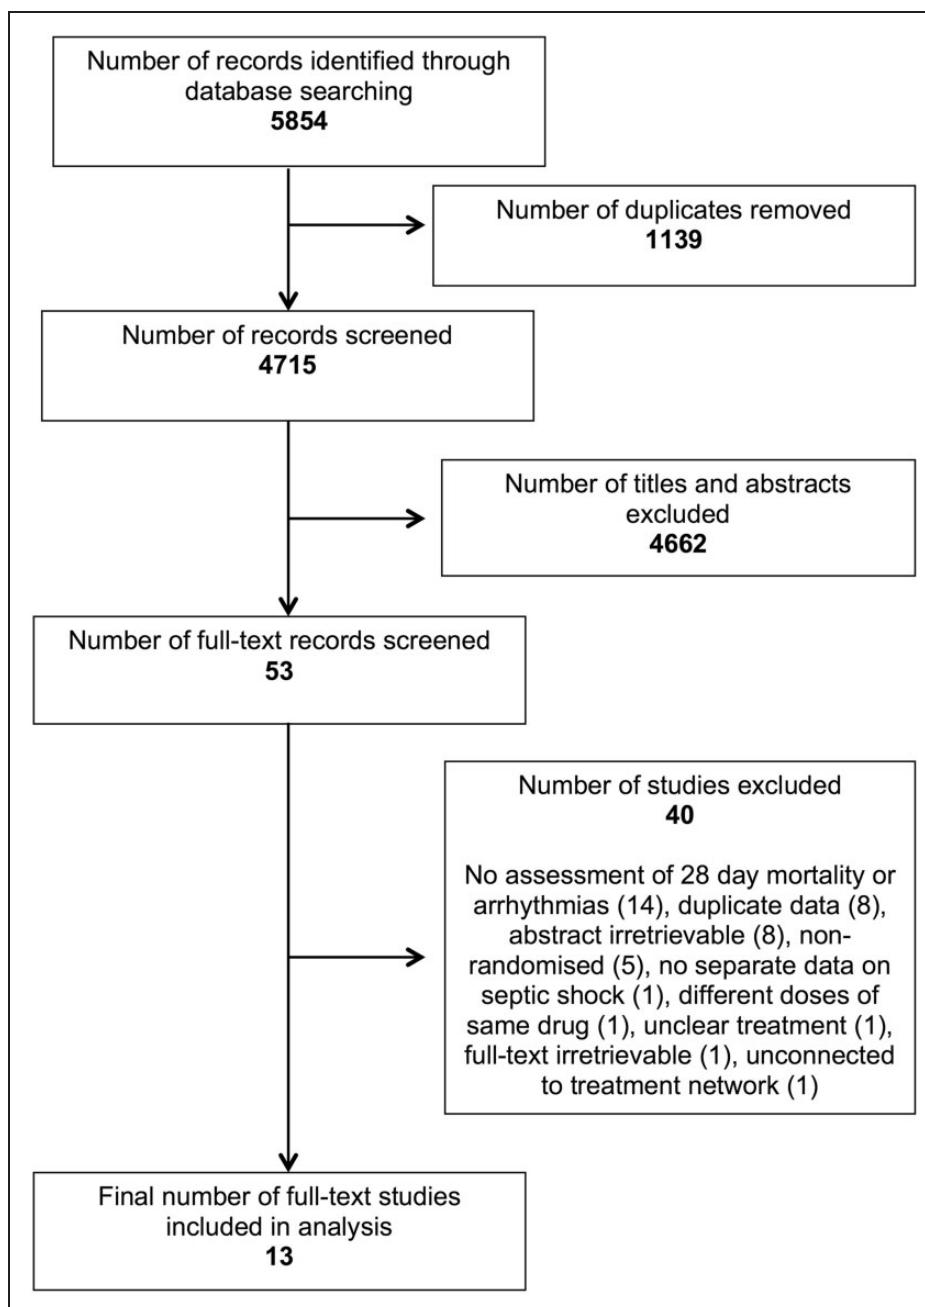 Number of records identified through
database searching
5854
Number of duplicates removed
1139
Number of records screened
4715
Number of titles and abstracts
excluded
4662
Number of full-text records screened
53
Number of studies excluded
40
No assessment of 28 day mortality or
arrhythmias (14), duplicate data (8),
abstract irretrievable (8), non-
randomised (5), no separate data on
septic shock (1), different doses of
same drug (1), unclear treatment (1),
full-text irretrievable (1), unconnected
to treatment network (1)
Final number of full-text studies
included in analysis
13